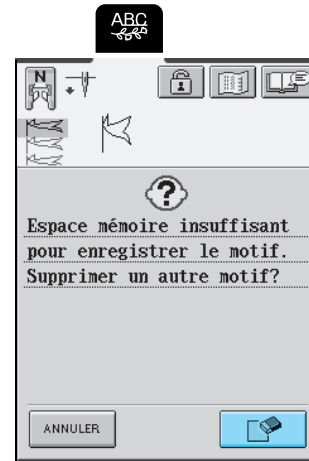 ABC
N
Espace mémoire insuffisant
pour enregistrer le motif.
Supprimer un autre motif?
ANNULER